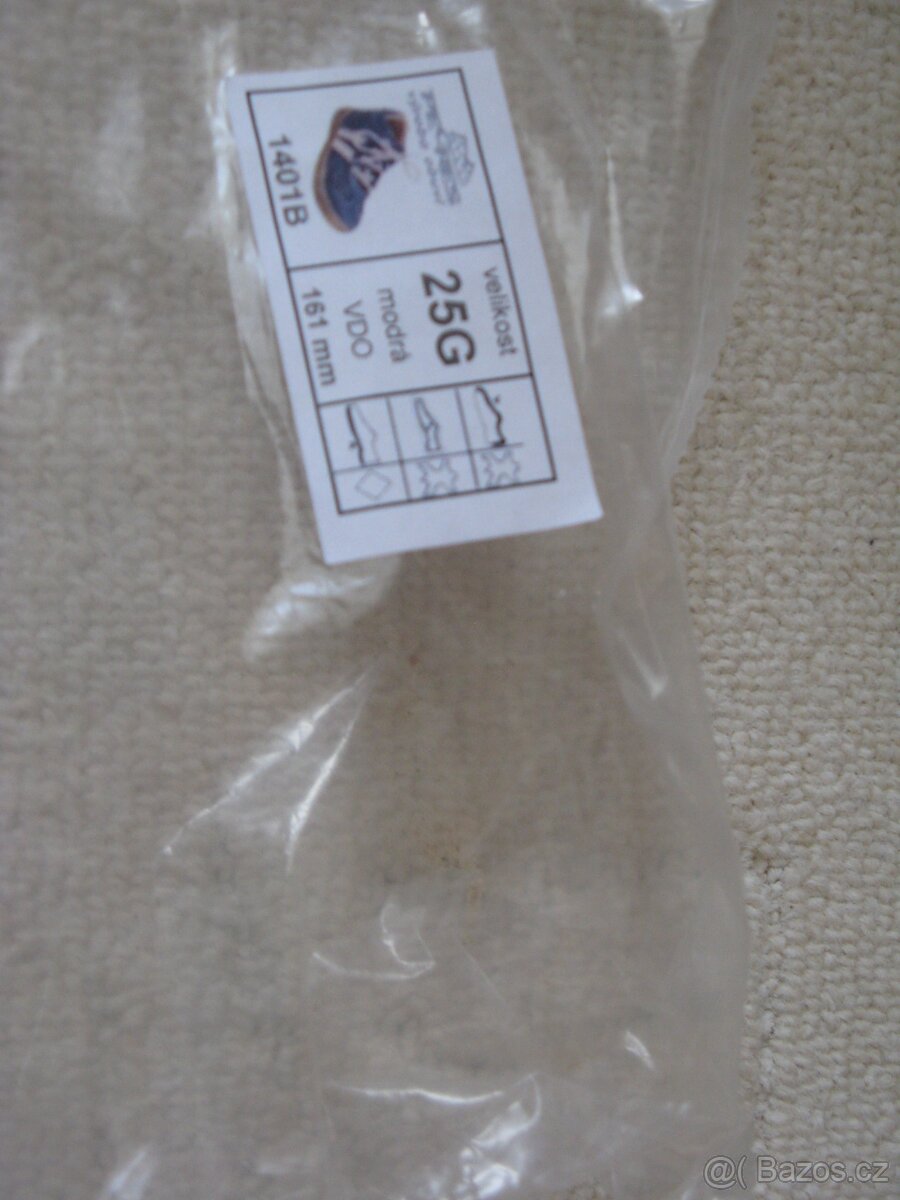 1401B
velikost
25G
modrá
VDO
161 mm
@( Bazos.cz